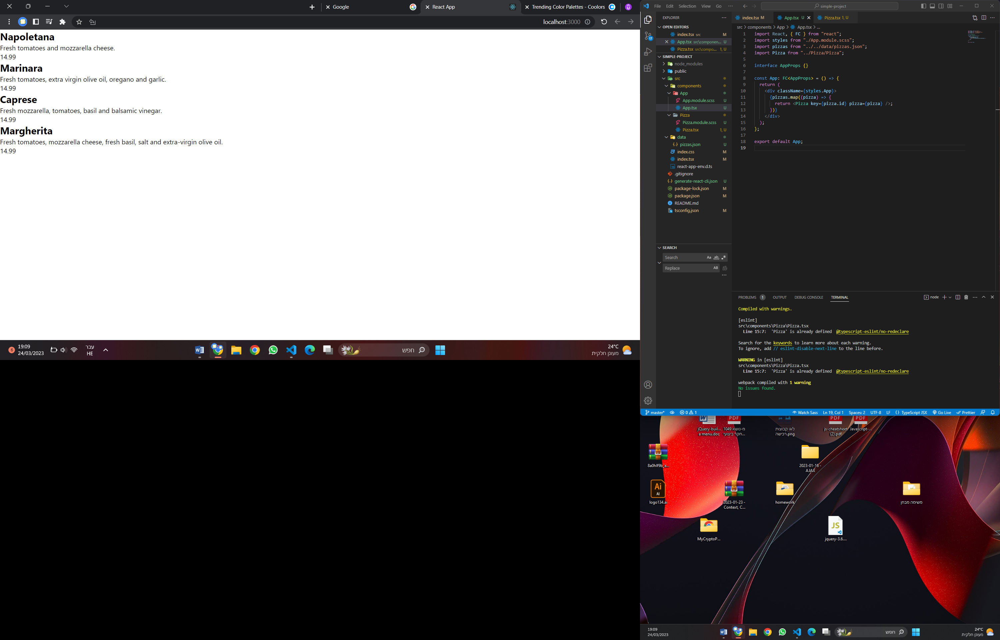 Google
React App
Trending Color Palettes - Coolors
localhost:3000
Napoletana
Fresh tomatoes and mozzarella cheese.
14.99
Marinara
Fresh tomatoes, extra virgin olive oil, oregano and garlic.
14.99
Caprese
Fresh mozzarella, tomatoes, basil and balsamic vinegar.
14.99
Margherita
Fresh tomatoes, mozzarella cheese, fresh basil, salt and extra-virgin olive oil.
14.99
6
19:09
24/03/2023
עבר
HE
חפש
24°C
מעונן חלקית
File Edit Selection View Go ···
simple-project
EXPLORER
OPEN EDITORS
index.tsx src M
App.tsx src\componen... U
Pizza.tsx src\compo... 1, U
SIMPLE-PROJECT
node_modules
public
src
components
App
App.module.scss U
App.tsx U
Pizza
Pizza.module.scss U
Pizza.tsx 1, U
data
pizzas.json U
index.css M
index.tsx M
react-app-env.d.ts
.gitignore
generate-react-cli.json U
package-lock.json M
package.json M
README.md
tsconfig.json M
17
SEARCH
Search Aa ab
Replace AB
index.tsx M
App.tsx U
Pizza.tsx 1, U
src > components > App > App.tsx > ...
1 import React, { FC } from "react";
2 import styles from "./App.module.scss";
3 import pizzas from "../../data/pizzas.json";
4 import Pizza from "../Pizza/Pizza";
5
6 interface AppProps {}
7
8 const App: FC<AppProps> = () => {
9 return (
10 <div className={styles.App}>
11 {pizzas.map((pizza) => {
12 return <Pizza key={pizza.id} pizza={pizza} />;
13 })}
14 </div>
15 );
16 };
17
18 export default App;
19
PROBLEMS 1 OUTPUT DEBUG CONSOLE TERMINAL
node
Compiled with warnings.
[eslint]
src\components\Pizza\Pizza.tsx
Line 15:7: 'Pizza' is already defined @typescript-eslint/no-redeclare
Search for the keywords to learn more about each warning.
To ignore, add // eslint-disable-next-line to the line before.
WARNING in [eslint]
src\components\Pizza\Pizza.tsx
Line 15:7: 'Pizza' is already defined @typescript-eslint/no-redeclare
webpack compiled with 1 warning
No issues found.
master* 0 1
Watch Sass Ln 19, Col 1 Spaces: 2 UTF-8 LF {} TypeScript JSX Go Live Prettier
PDF
PDF
PDF
jQuery-buil...
a menu.doc
מ-נושא 1049
חקר ביצועי...
לוגו קבוצות
רכישה.png
js-cheatsheet
(2).pdf
Javascript-...
8a0hlf9b_a...
2023-01-16 -
AJAX
Ai
AI
logo134.ai
2023-01-23 -
Context, C...
homework
משימה מבחן
MyCryptoP...
JS
jquery-3.6....
19:09
24/03/2023
חפש
24°C
מעונן חלקית